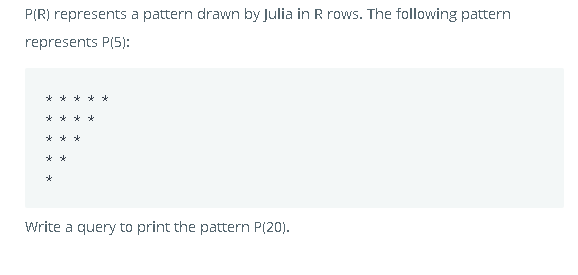 P(R) represents a pattern drawn by Julia in R rows. The following pattern
represents P(5):
* * * * *
* * * *
* * *
* *
*
Write a query to print the pattern P(20).